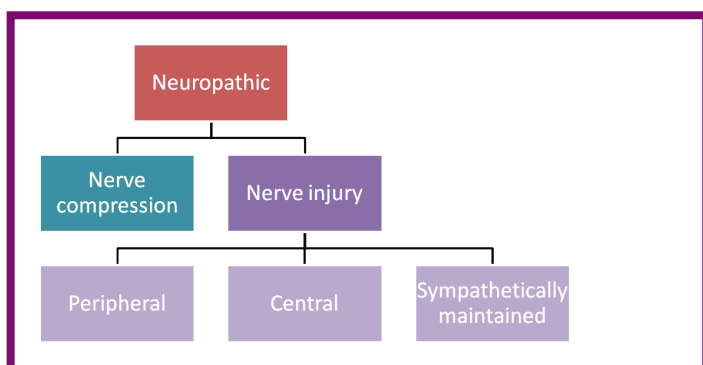 Neuropathic
Nerve
compression
Nerve injury
Peripheral
Central
Sympathetically
maintained